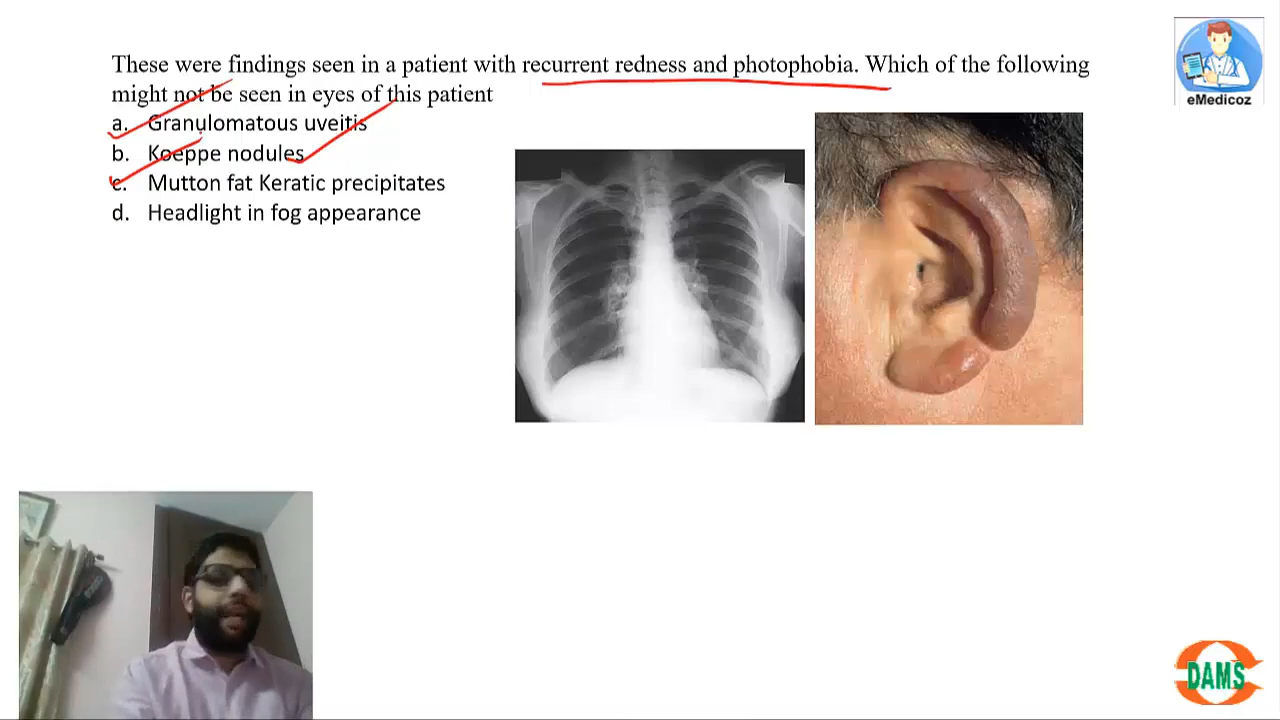 These were findings seen in a patient with recurrent redness and photophobia. Which of the following
might not be seen in eyes of this patient
a. Granulomatous uveitis
b. Koeppe nodules
c. Mutton fat Keratic precipitates
d. Headlight in fog appearance
eMedicoz
DAMS